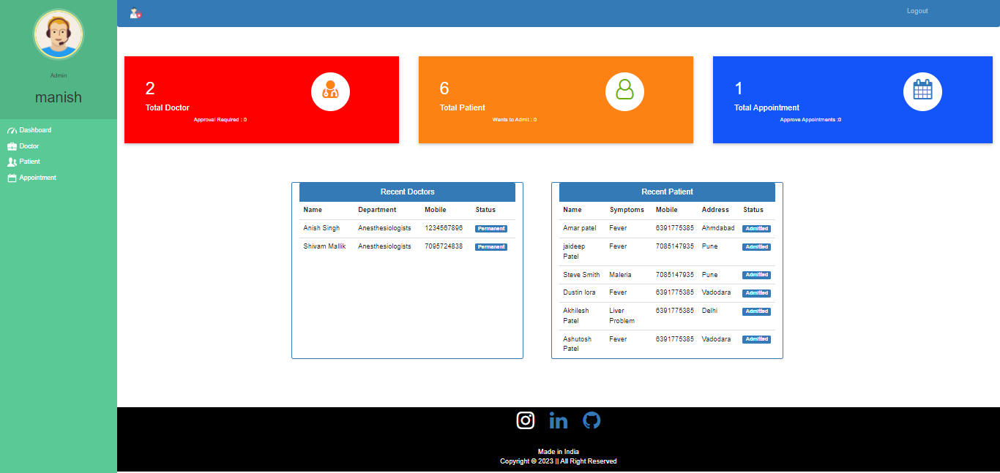 Logout
Admin
manish
Dashboard
Doctor
Patient
Appointment
2
Total Doctor
Approval Required : 0
6
Total Patient
Wants to Admit : 0
1
Total Appointment
Approve Appointments :0
Recent Doctors
Name Department Mobile Status
Anish Singh Anesthesiologists 1234567896 Permanent
Shivam Mallik Anesthesiologists 7095724838 Permanent
Recent Patient
Name Symptoms Mobile Address Status
Amar patel Fever 6391775385 Ahmdabad Admitted
jaideep Fever 7085147935 Pune Admitted
Patel
Steve Smith Maleria 7085147935 Pune Admitted
Dustin lora Fever 6391775385 Vadodara Admitted
Akhilesh Liver 6391775385 Delhi Admitted
Patel Problem
Ashutosh Fever 6391775385 Vadodara Admitted
Patel
in
Made in India
Copyright © 2023 || All Right Reserved